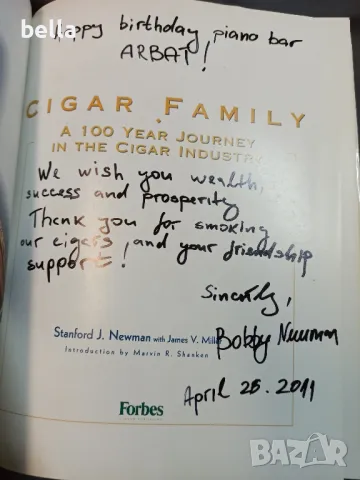 bella
Happy birthday piano bar
ARBAT!
CIGAR FAMILY
A 100 YEAR JOURNEY
IN THE CIGAR INDUSTRY
We wish you wealth,
success and prosperity
Thank you for smoking
our cigars, and your friendship
support!
Sincerly,
Stanford J. Newman with James V. Miller
Bobby Newman
Introduction by Marvin R. Shanken
April 25. 2011
Forbes
BAZAR